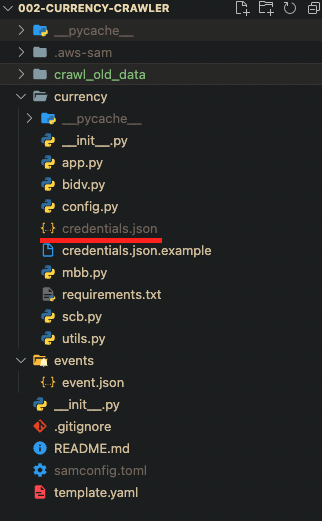 002-CURRENCY-CRAWLER
__pycache__
.aws-sam
crawl_old_data
currency
__pycache__
__init__.py
app.py
bidv.py
config.py
credentials.json
credentials.json.example
mbb.py
requirements.txt
scb.py
utils.py
events
event.json
__init__.py
.gitignore
README.md
samconfig.toml
template.yaml